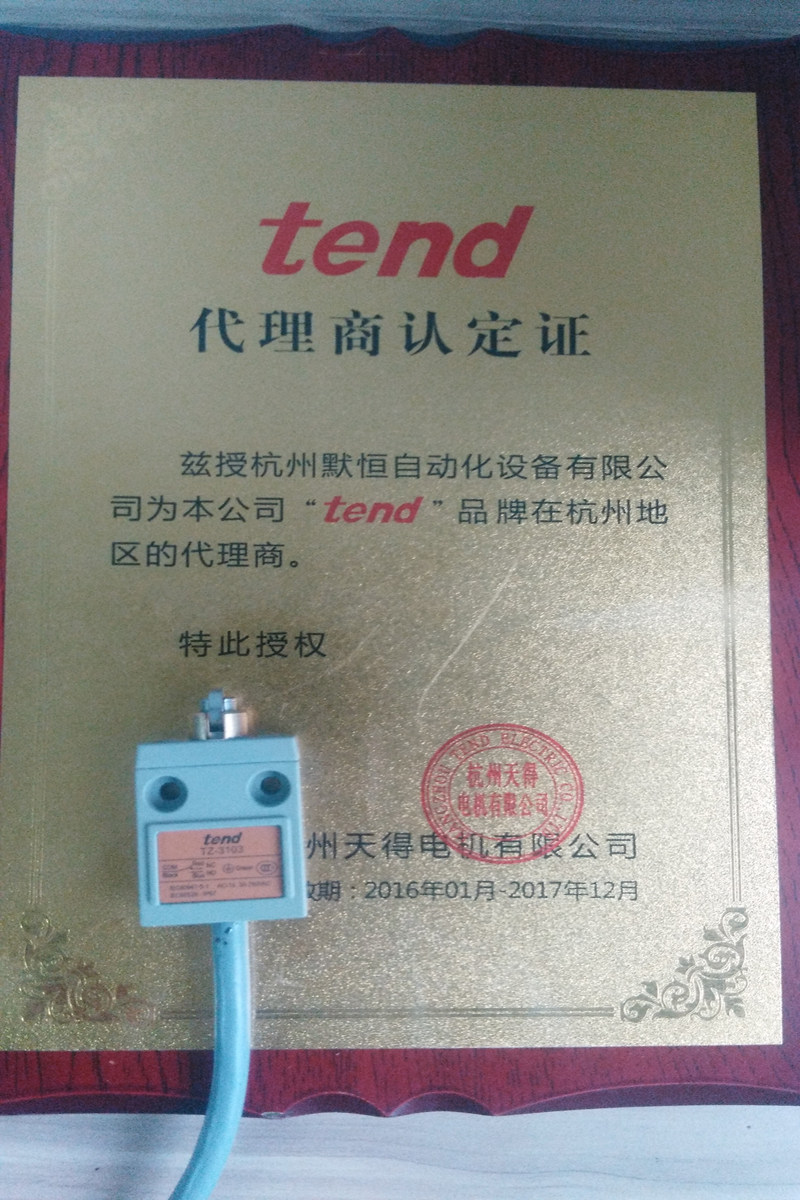 tend
代理商认定证
兹授杭州默恒自动化设备有限公
司为本公司“tend”品牌在杭州地
区的代理商。
特此授权
杭州天得
电机有限公司
州天得电机有限公司
效期：2016年01月-2017年12月
tend
TZ-3103